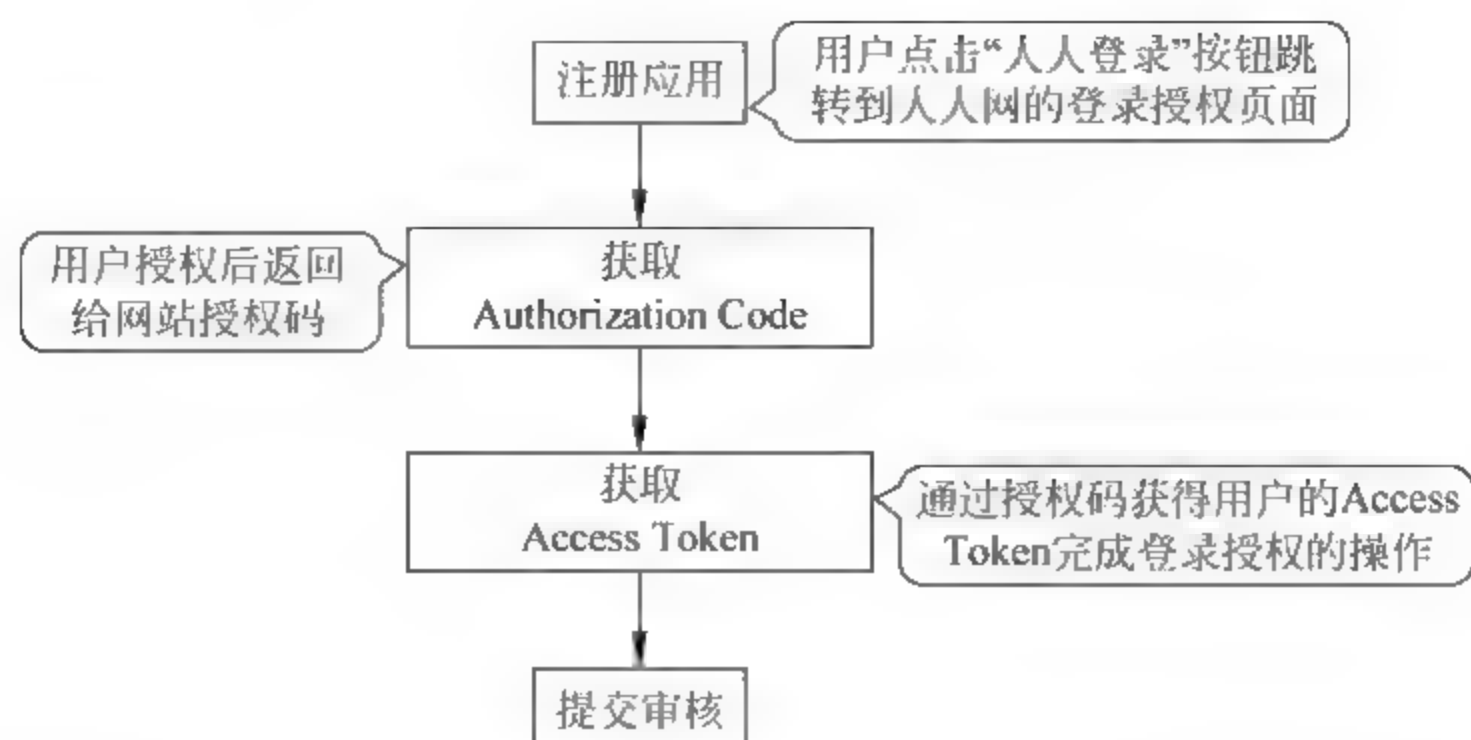 注册应用
用户点击“人人登录”按钮跳
转到人人网的登录授权页面
用户授权后返回
给网站授权码
获取
Authorization Code
获取
Access Token
通过授权码获得用户的Access
Token完成登录授权的操作
提交审核